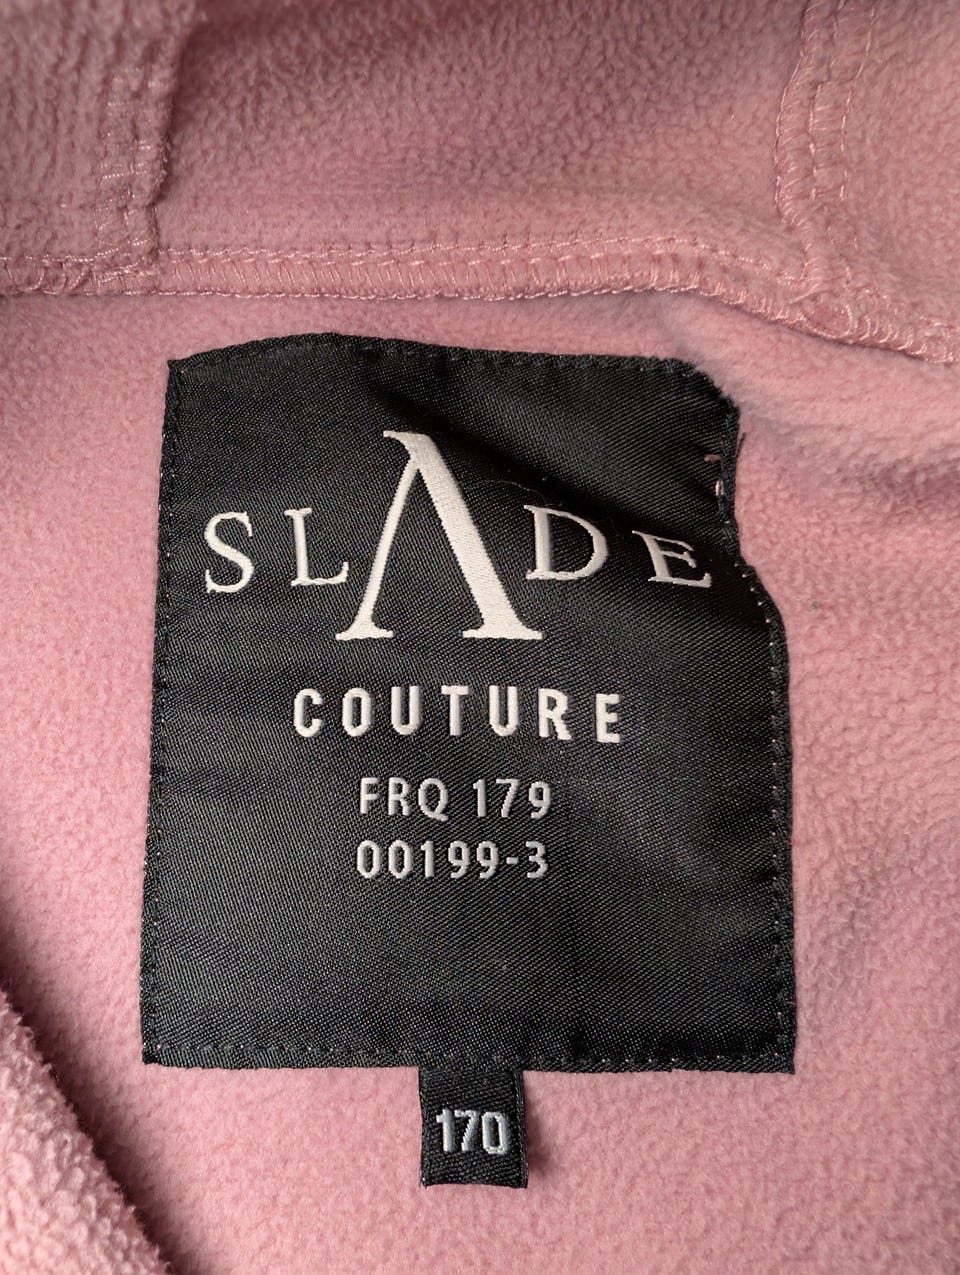 SLΛDE
COUTURE
FRQ 179
00199-3
170